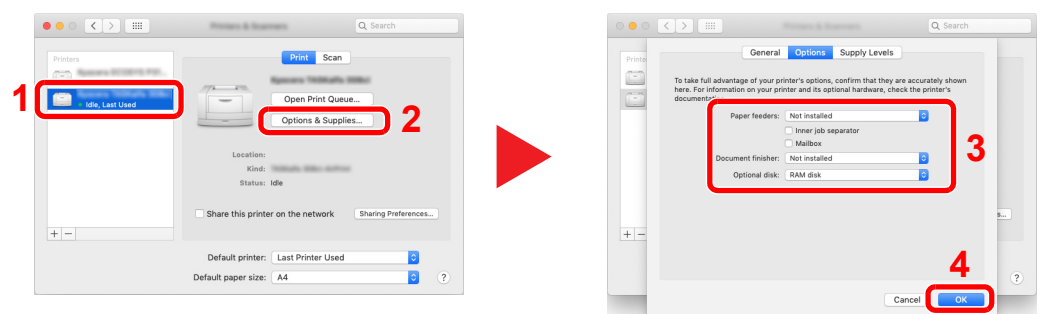 Search
Printers
Print Scan
1
Idle, Last Used
Open Print Queue...
Options & Supplies...
2
Location:
Kind:
Status: Idle
Share this printer on the network
Sharing Preferences...
+ −
Default printer: Last Printer Used
Default paper size: A4
?
Search
General Options Supply Levels
To take full advantage of your printer's options, confirm that they are accurately shown
here. For information on your printer and its optional hardware, check the printer's
Paper feeders: Not installed
Inner job separator
Mailbox
3
Document finisher: Not installed
Optional disk: RAM disk
+ −
?
4
Cancel OK